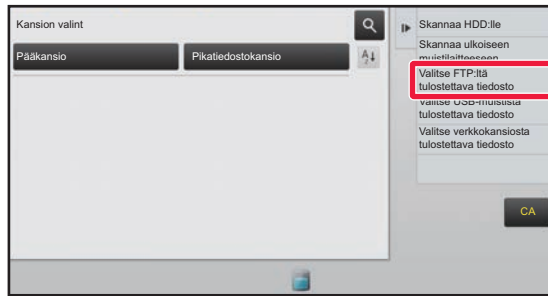 Kansion valint
Pääkansio
Pikatiedostokansio
Skannaa HDD:lle
Skannaa ulkoiseen
muistilaitteeseen
Valitse FTP:ltä
tulostettava tiedosto
Valitse USB-muistista
tulostettava tiedosto
Valitse verkkokansiosta
tulostettava tiedosto
CA